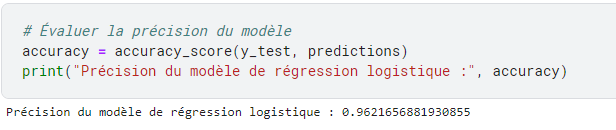 # Évaluer la précision du modèle
accuracy = accuracy_score(y_test, predictions)
print("Précision du modèle de régression logistique :", accuracy)
Précision du modèle de régression logistique : 0.9621656881930855